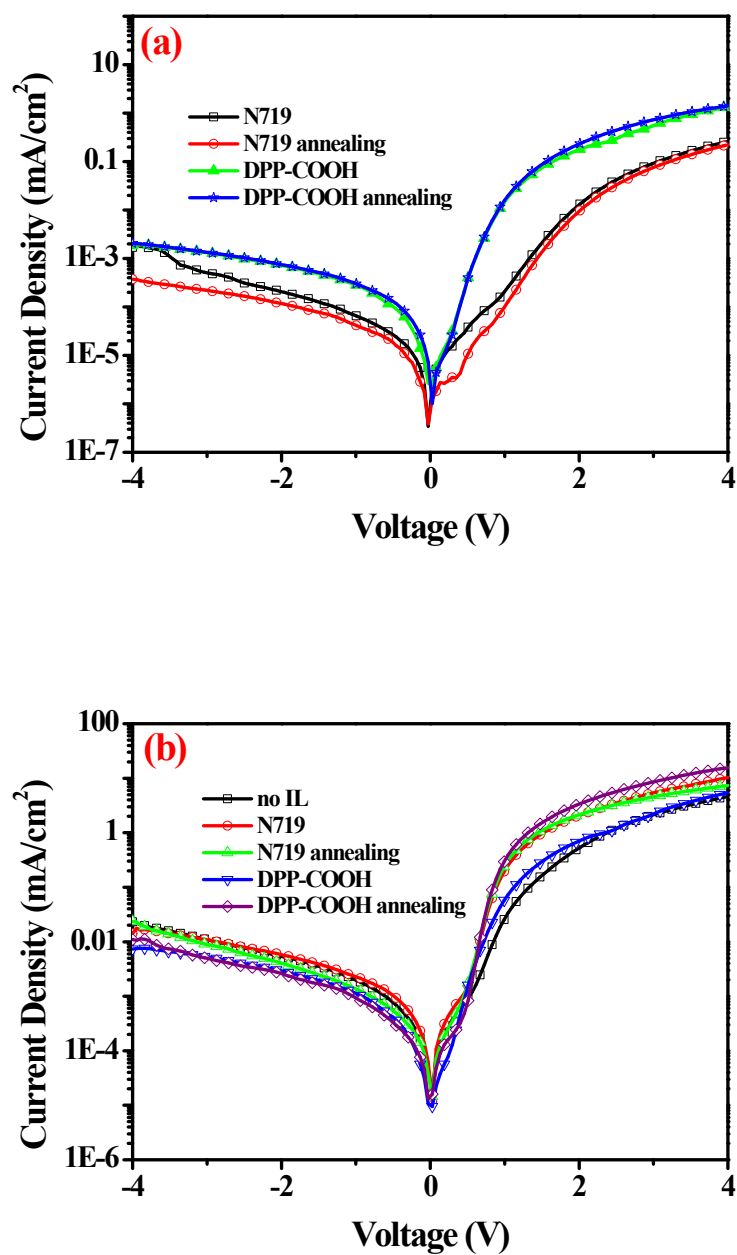 (a)
10
0.1
1E-3
1E-5
1E-7
Current Density (mA/cm²)
N719
N719 annealing
DPP-COOH
DPP-COOH annealing
-4
-2
0
2
4
Voltage (V)
(b)
100
1
0.01
1E-4
1E-6
Current Density (mA/cm²)
no IL
N719
N719 annealing
DPP-COOH
DPP-COOH annealing
-4
-2
0
2
4
Voltage (V)